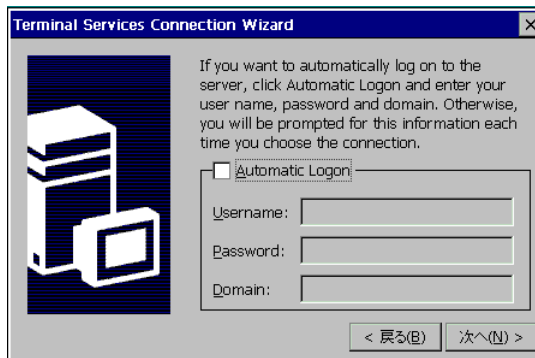 Terminal Services Connection Wizard
If you want to automatically log on to the
server, click Automatic Logon and enter your
user name, password and domain. Otherwise,
you will be prompted for this information each
time you choose the connection.
Automatic Logon
Username:
Password:
Domain:
< 戻る(B) 次へ(N) >